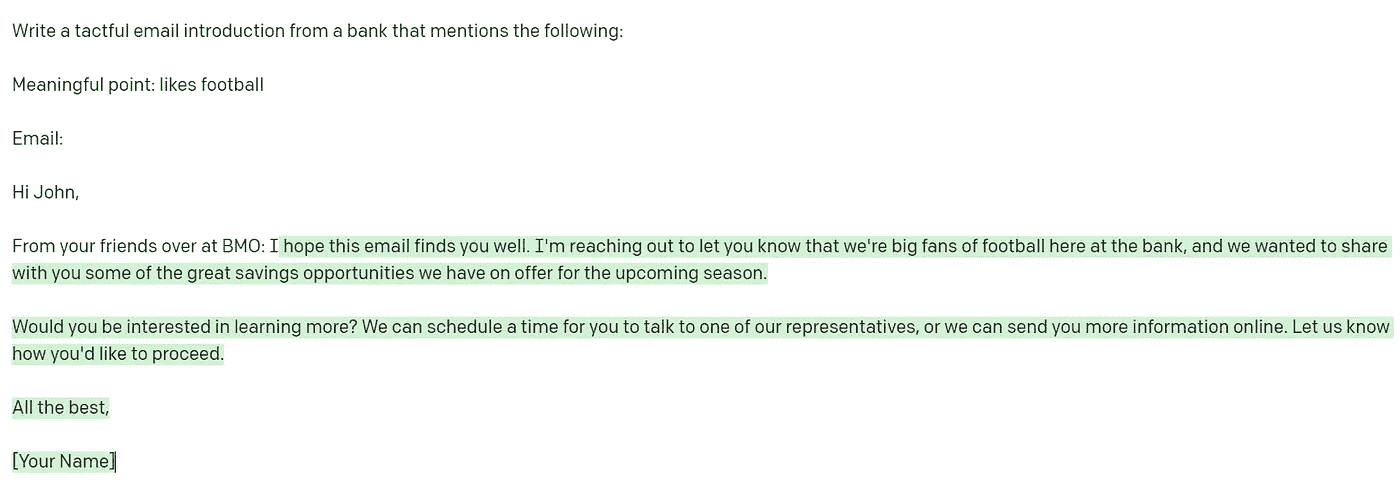 Write a tactful email introduction from a bank that mentions the following:
Meaningful point: likes football
Email:
Hi John,
From your friends over at BMO: I hope this email finds you well. I'm reaching out to let you know that we're big fans of football here at the bank, and we wanted to share
with you some of the great savings opportunities we have on offer for the upcoming season.
Would you be interested in learning more? We can schedule a time for you to talk to one of our representatives, or we can send you more information online. Let us know
how you'd like to proceed.
All the best,
[Your Name]